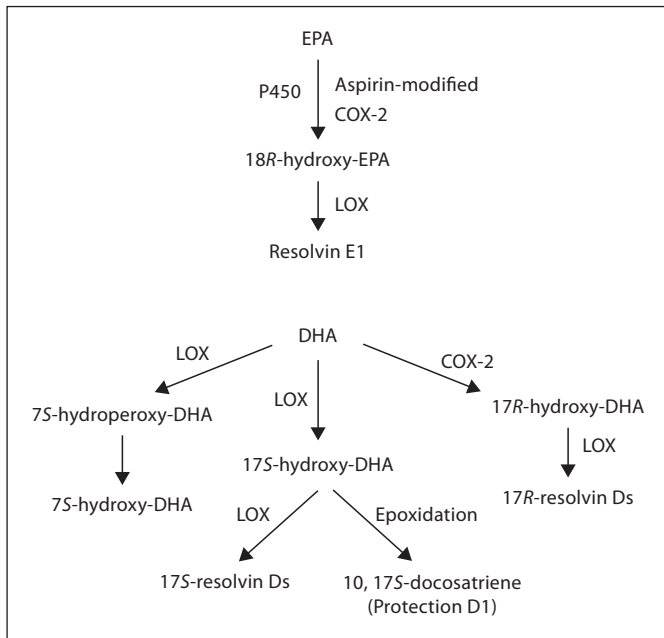 EPA
P450
Aspirin-modified
COX-2
18R-hydroxy-EPA
LOX
Resolvin E1
DHA
LOX
LOX
COX-2
7S-hydroperoxy-DHA
17R-hydroxy-DHA
17S-hydroxy-DHA
LOX
7S-hydroxy-DHA
17R-resolvin Ds
LOX
Epoxidation
17S-resolvin Ds
10, 17S-docosatriene
(Protection D1)